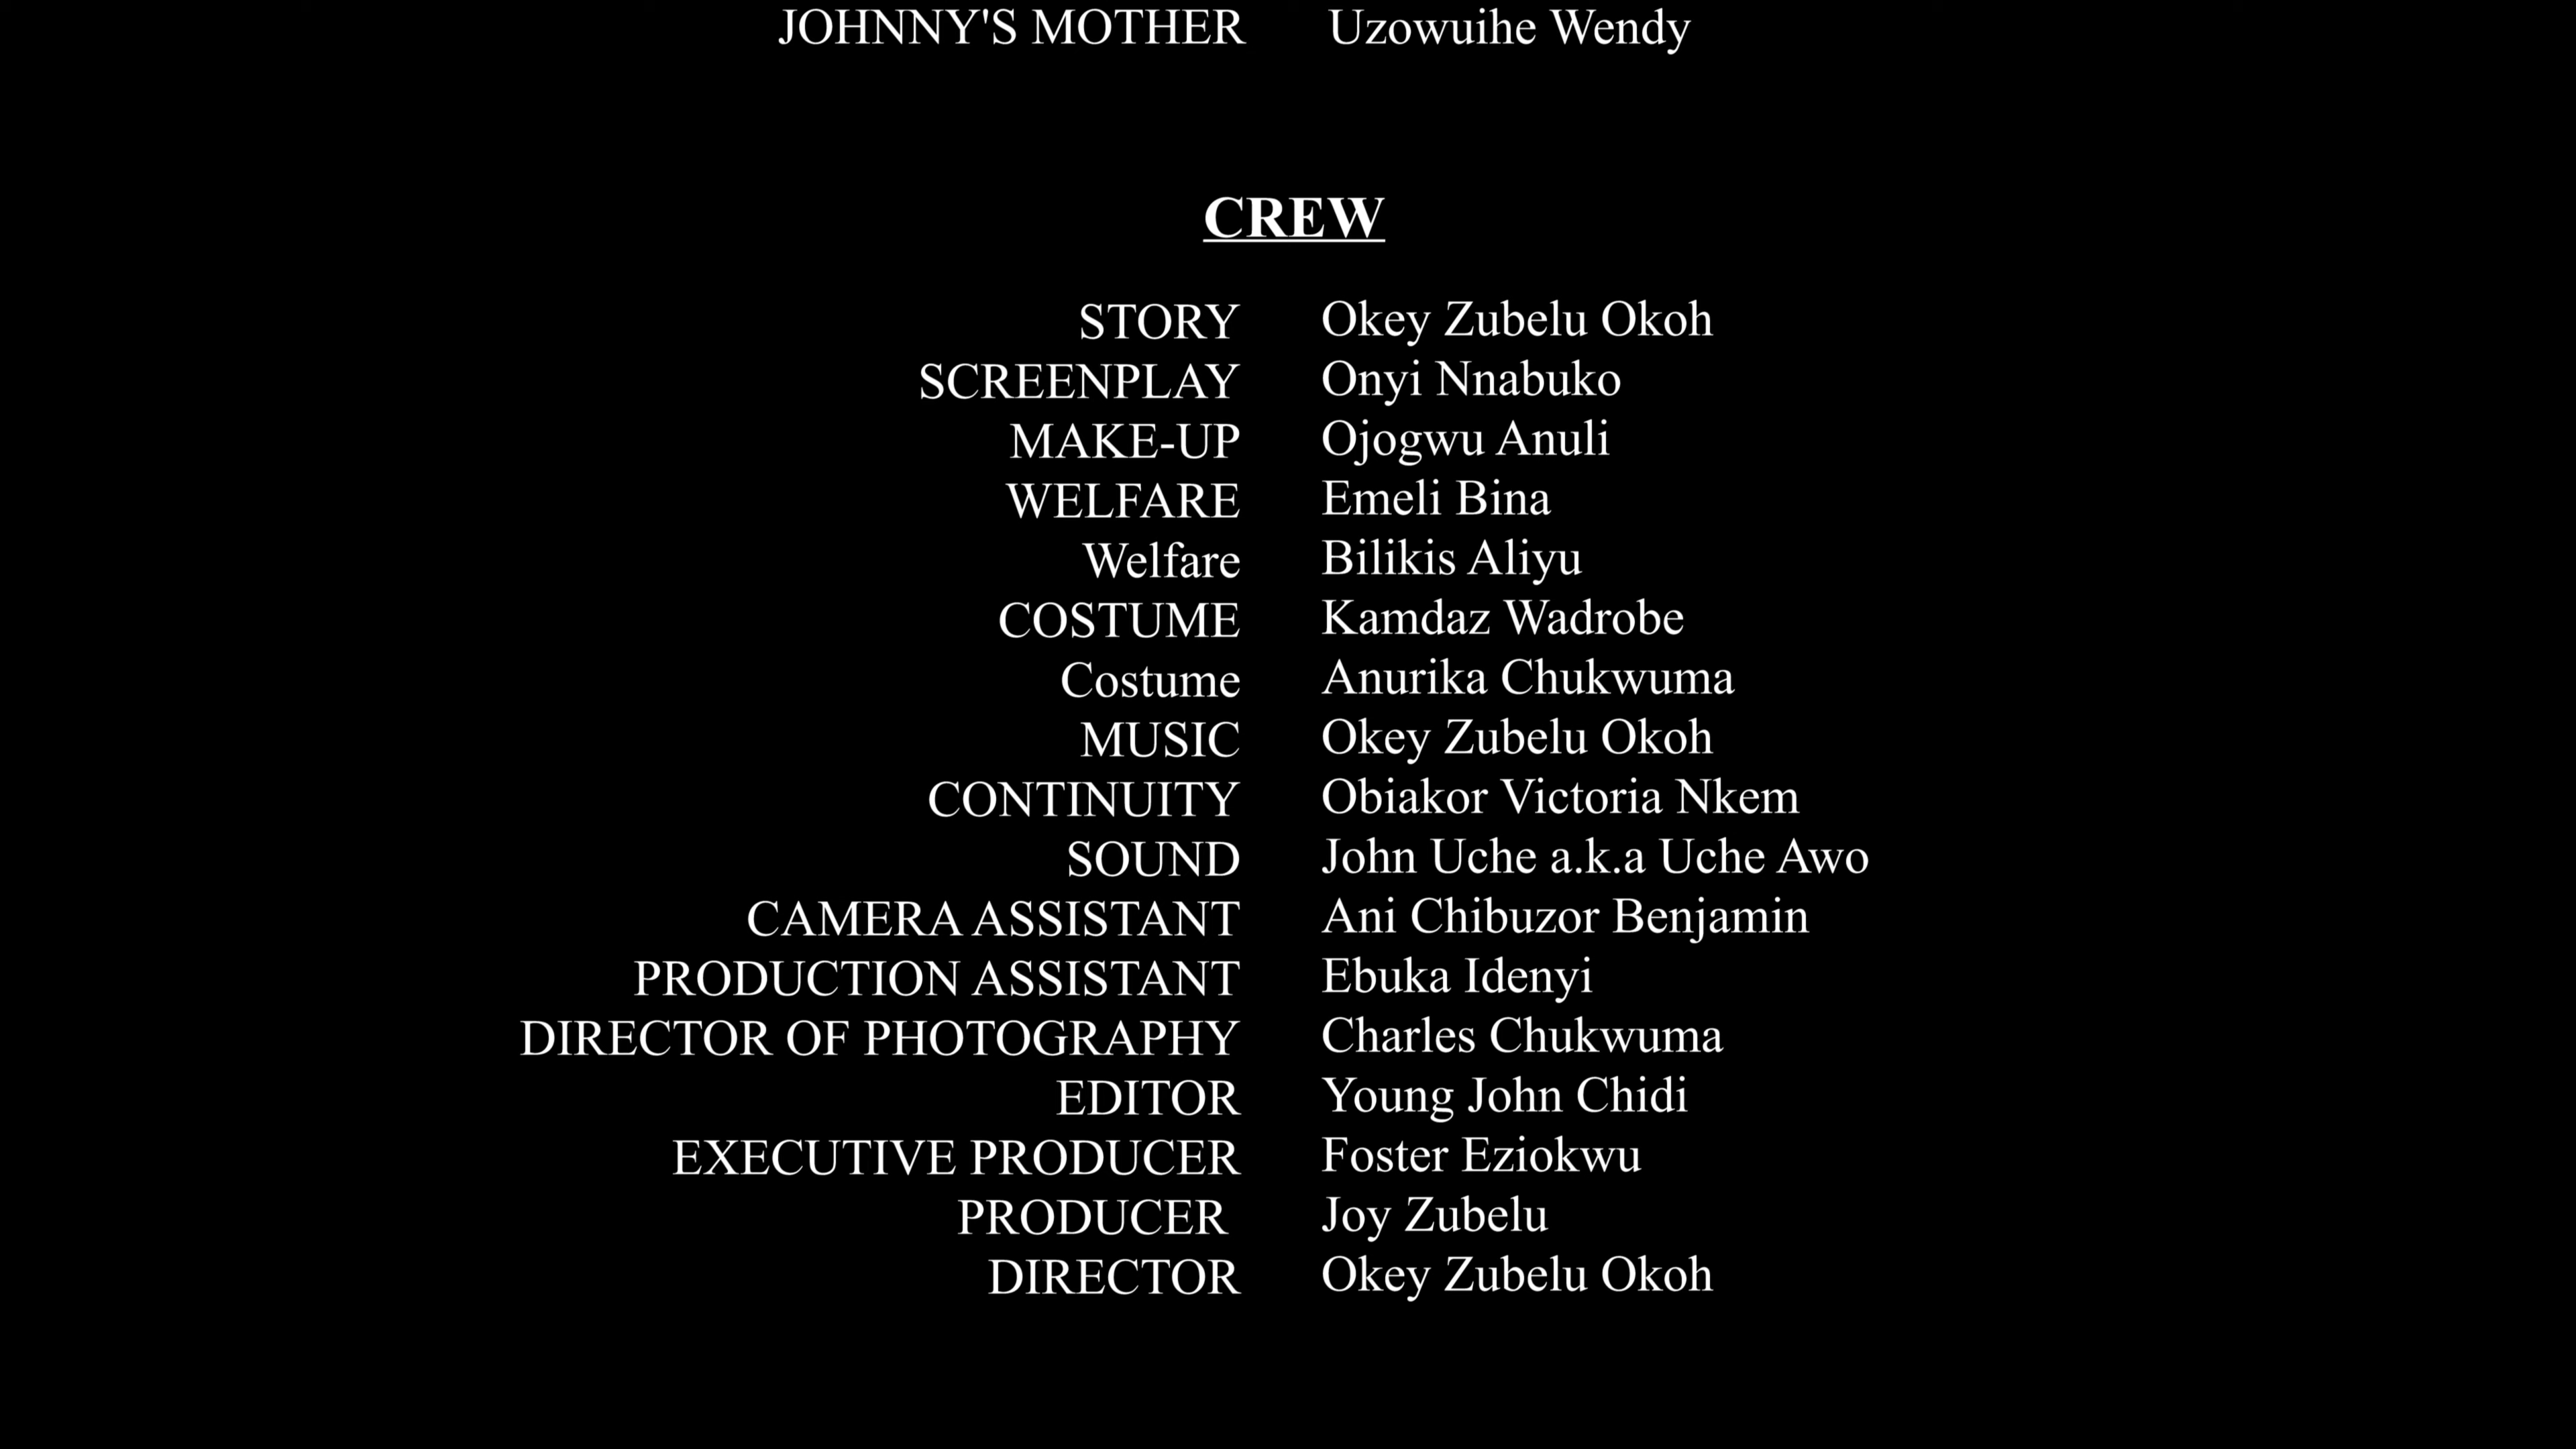 JOHNNY'S MOTHER Uzowuihe Wendy
CREW
STORY Okey Zubelu Okoh
SCREENPLAY Onyi Nnabuko
MAKE-UP Ojogwu Anuli
WELFARE Emeli Bina
Welfare Bilikis Aliyu
COSTUME Kamdaz Wadrobe
Costume Anurika Chukwuma
MUSIC Okey Zubelu Okoh
CONTINUITY Obiakor Victoria Nkem
SOUND John Uche a.k.a Uche Awo
CAMERA ASSISTANT Ani Chibuzor Benjamin
PRODUCTION ASSISTANT Ebuka Idenyi
DIRECTOR OF PHOTOGRAPHY Charles Chukwuma
EDITOR Young John Chidi
EXECUTIVE PRODUCER Foster Eziokwu
PRODUCER Joy Zubelu
DIRECTOR Okey Zubelu Okoh